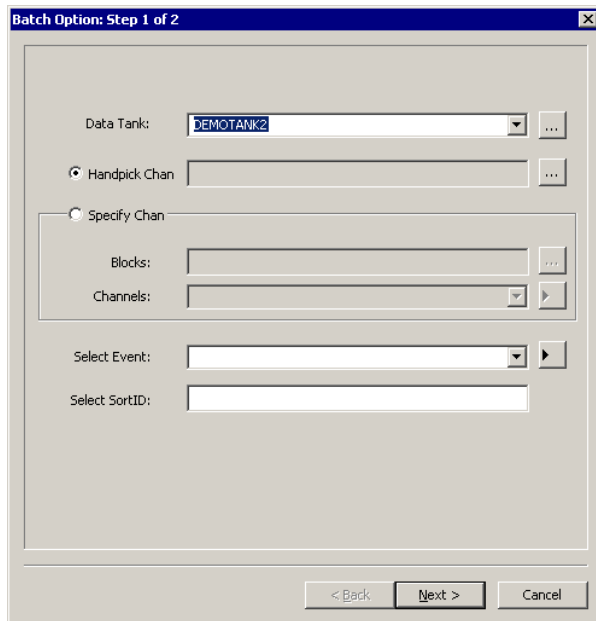 Batch Option: Step 1 of 2
Data Tank: DEMOTANK2 ...
Handpick Chan ...
Specify Chan
Blocks: ...
Channels:
Select Event:
Select SortID:
< Back Next > Cancel